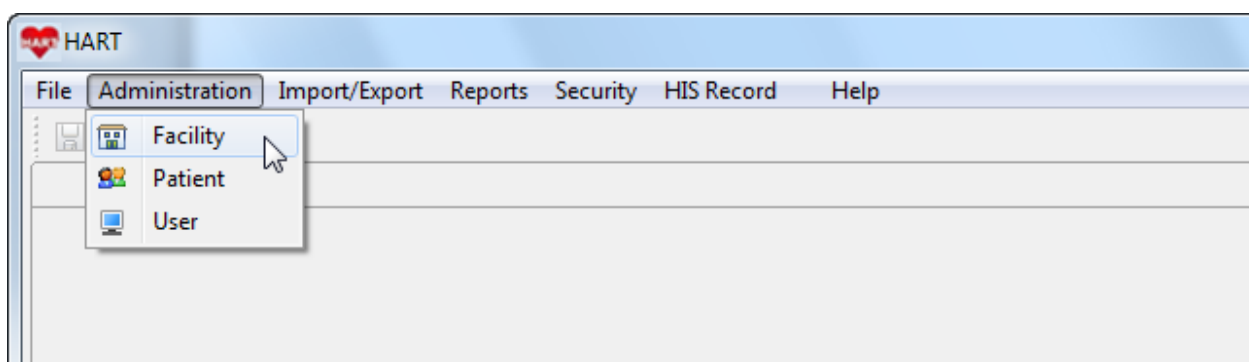 HART HART
File Administration Import/Export Reports Security HIS Record Help
Facility
Patient
User